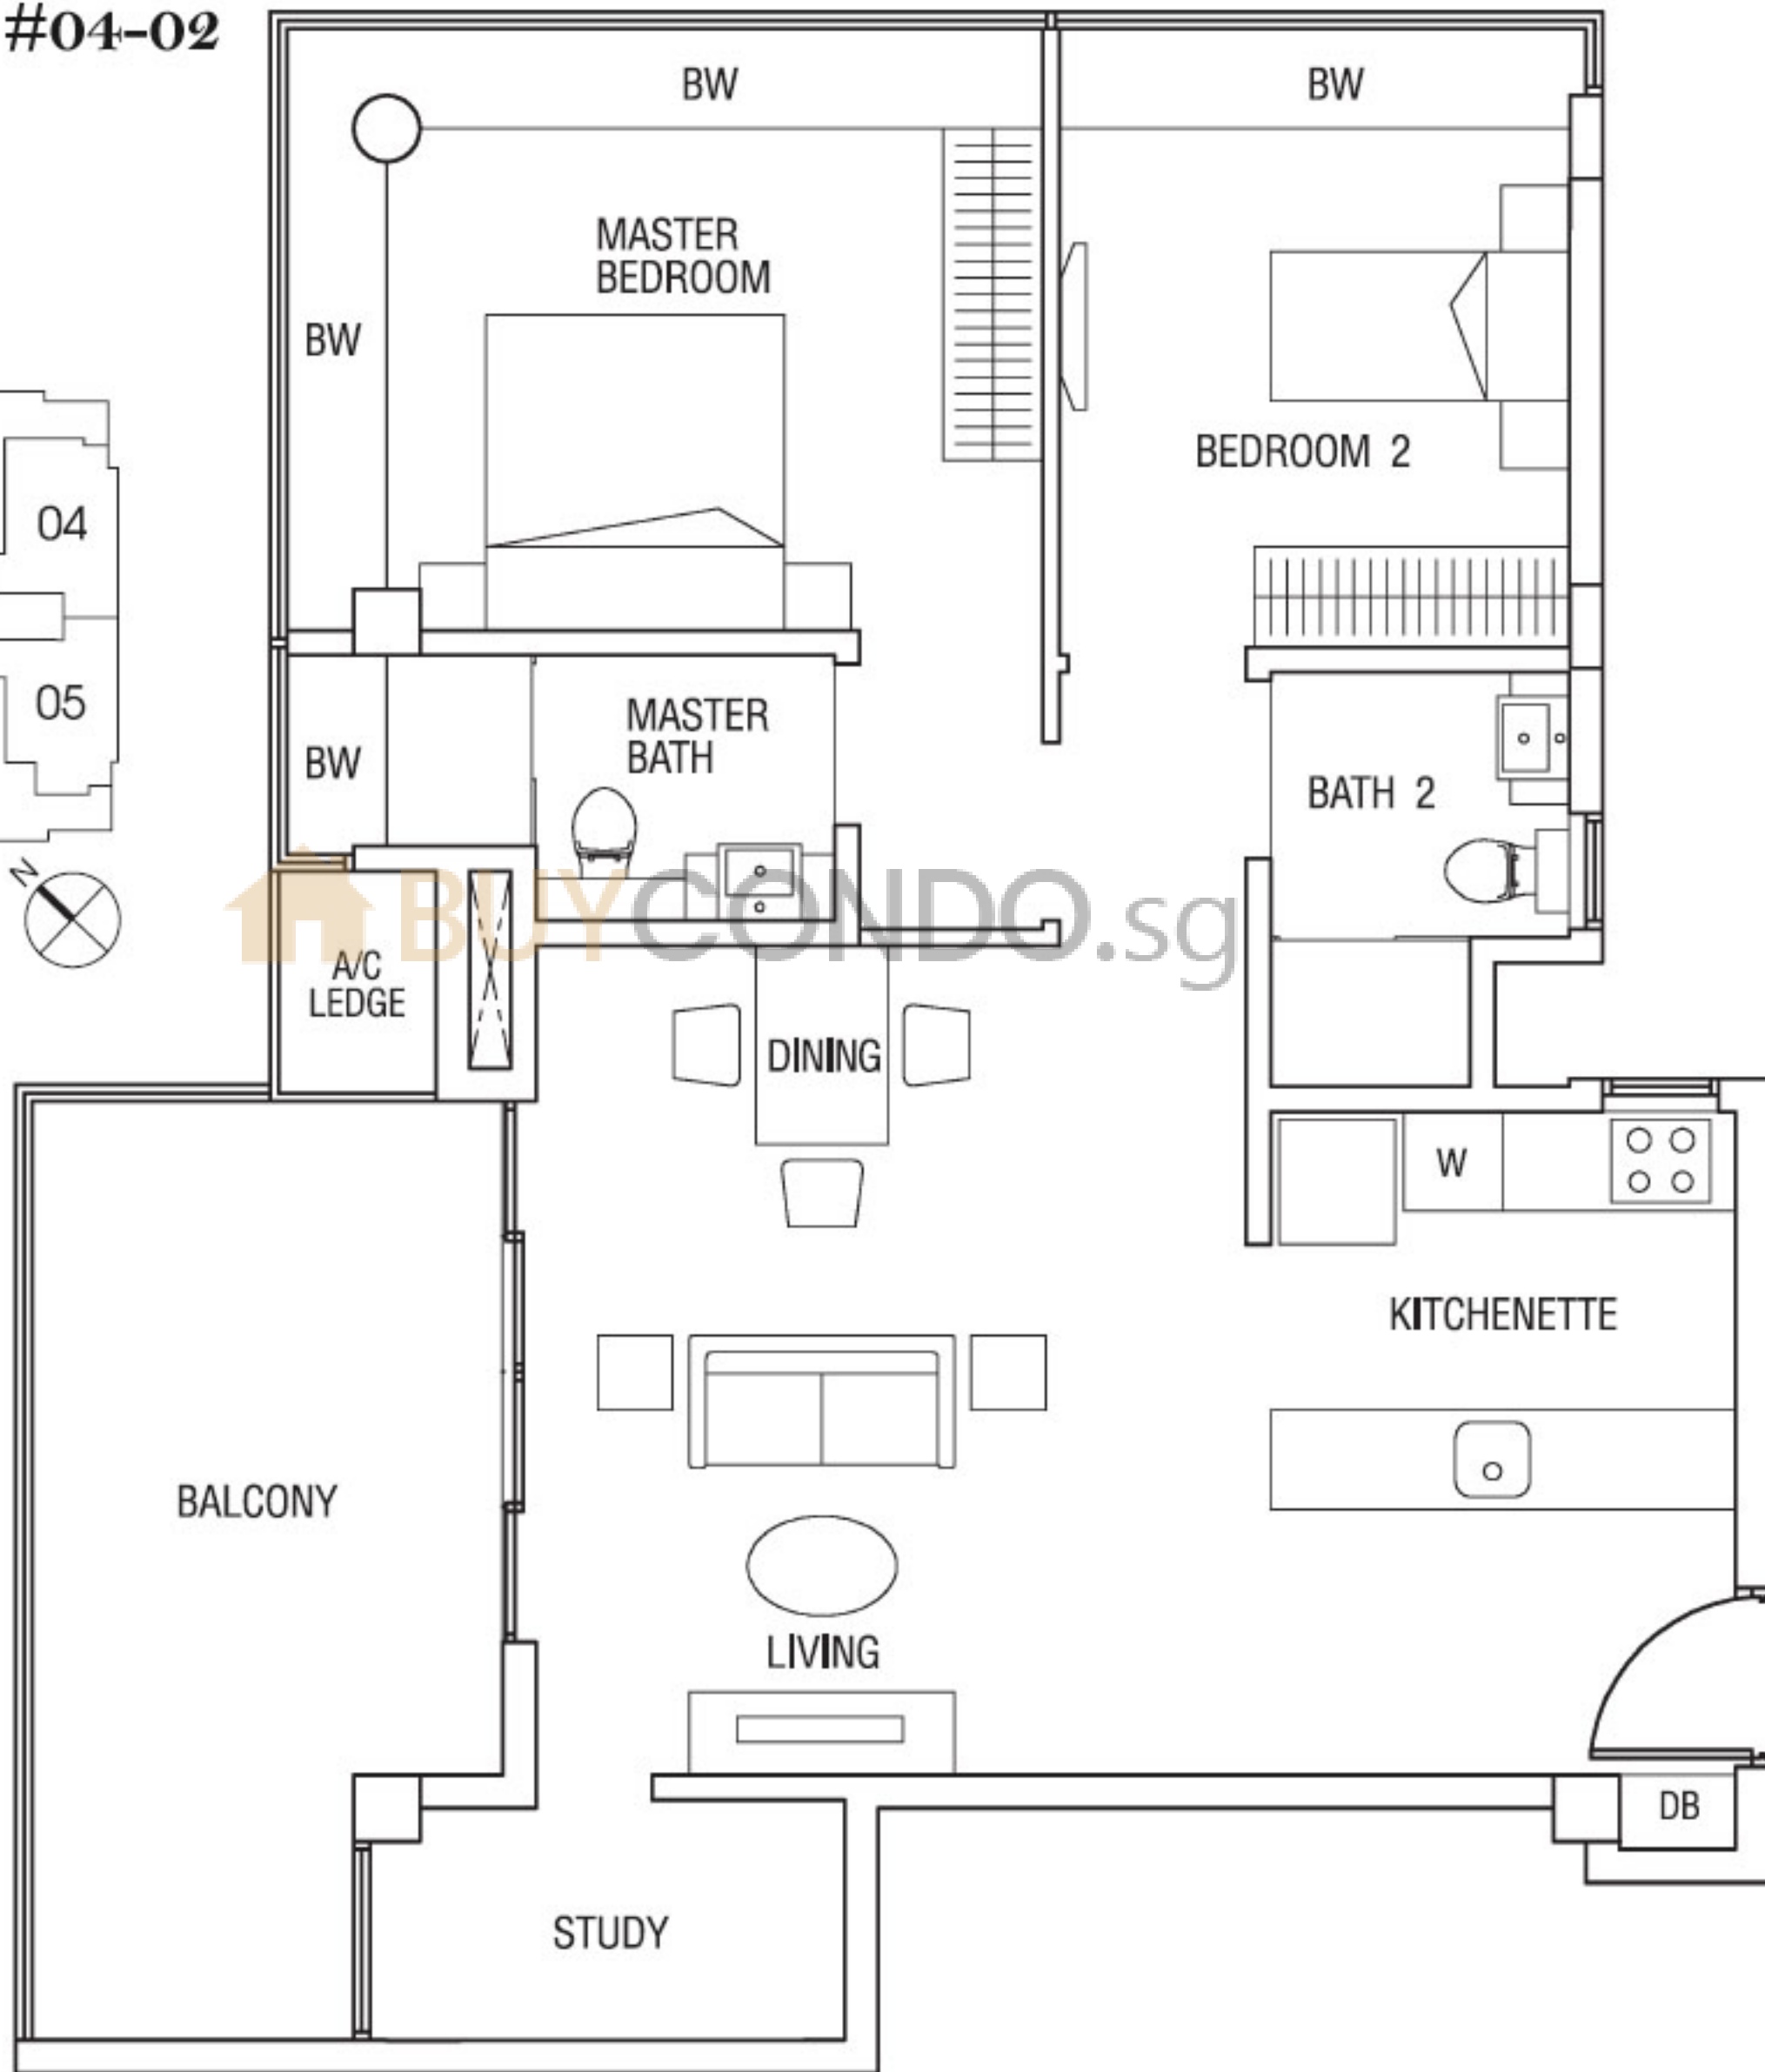 #04-02
BW
BW
MASTER
BEDROOM
BW
BEDROOM 2
04
05
N
MASTER
BATH
BW
BATH 2
BUYCONDO.sg
A/C
LEDGE
DINING
W
KITCHENETTE
BALCONY
LIVING
DB
STUDY